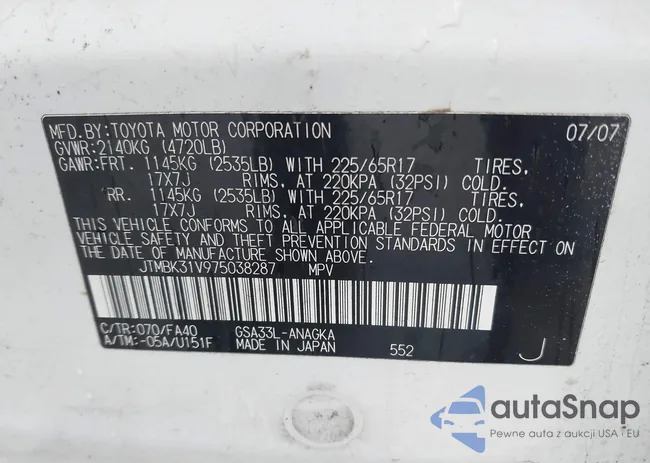 MFD.BY:TOYOTA MOTOR CORPORATION 07/07
GVWR:2140KG (4720LB)
GAWR:FRT. 1145KG (2535LB) WITH 225/65R17 TIRES,
17X7J RIMS, AT 220KPA (32PSI) COLD.
RR. 1145KG (2535LB) WITH 225/65R17 TIRES,
17X7J RIMS, AT 220KPA (32PSI) COLD.
THIS VEHICLE CONFORMS TO ALL APPLICABLE FEDERAL MOTOR
VEHICLE SAFETY AND THEFT PREVENTION STANDARDS IN EFFECT ON
THE DATE OF MANUFACTURE SHOWN ABOVE.
JTMBK31V975038287 MPV
C/TR:070/FA40 GSA33L-ANAGKA
A/TM:-05A/U151F MADE IN JAPAN 552 J
autaSnap
Pewne auta z aukcji USA i EU